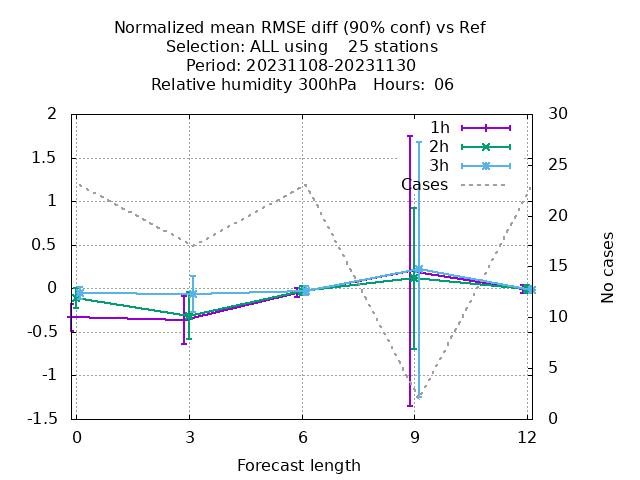 Normalized mean RMSE diff (90% conf) vs Ref
Selection: ALL using    25 stations
Period: 20231108-20231130
Relative humidity 300hPa   Hours:  06
2
1.5
1
0.5
0
-0.5
-1
-1.5
30
25
20
15
10
5
0
1h
2h
3h
Cases
No cases
0 3 6 9 12
Forecast length